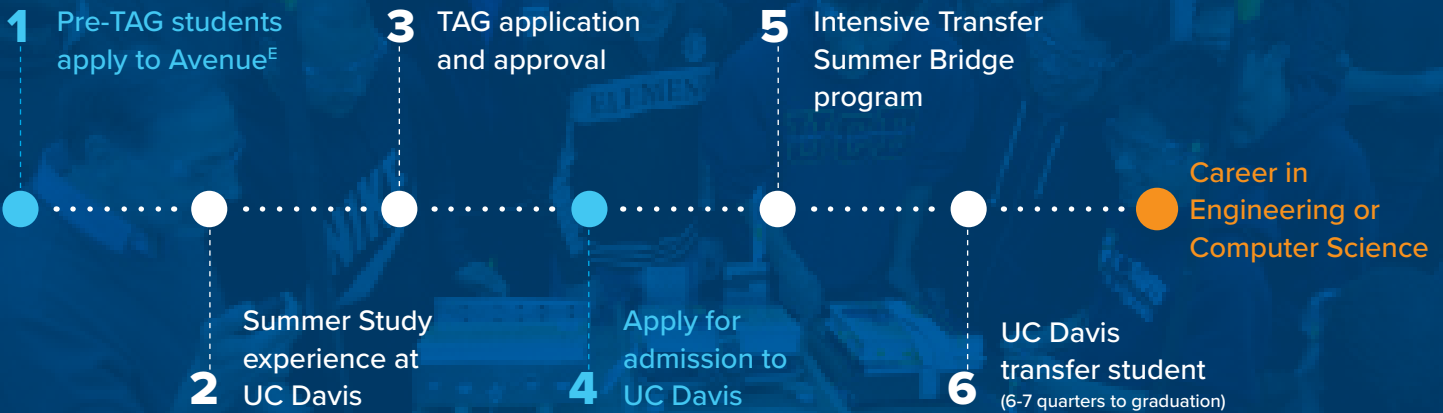 1
Pre-TAG students
apply to Avenueᴱ
3
TAG application
and approval
5
Intensive Transfer
Summer Bridge
program
Career in
Engineering or
Computer Science
2
Summer Study
experience at
UC Davis
4
Apply for
admission to
UC Davis
6
UC Davis
transfer student
(6-7 quarters to graduation)